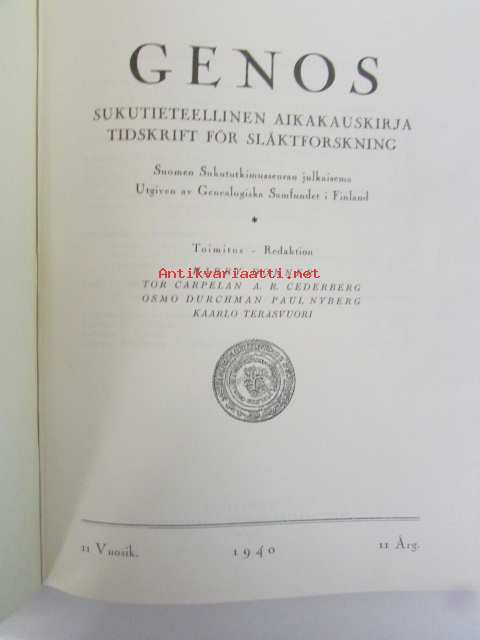 GENOS
SUKUTIETEELLINEN AIKAKAUSKIRJA
TIDSKRIFT FÖR SLÄKTFORSKNING
Suomen Sukututkimusseuran julkaisema
Utgiven av Genealogiska Samfundet i Finland
*
Toimitus - Redaktion
Antikvariaatti.net
TOR CARPELAN A. R. CEDERBERG
OSMO DURCHMAN PAUL NYBERG
KAARLO TERÄSVUORI
11 Vuosik. 1940 11 Årg.